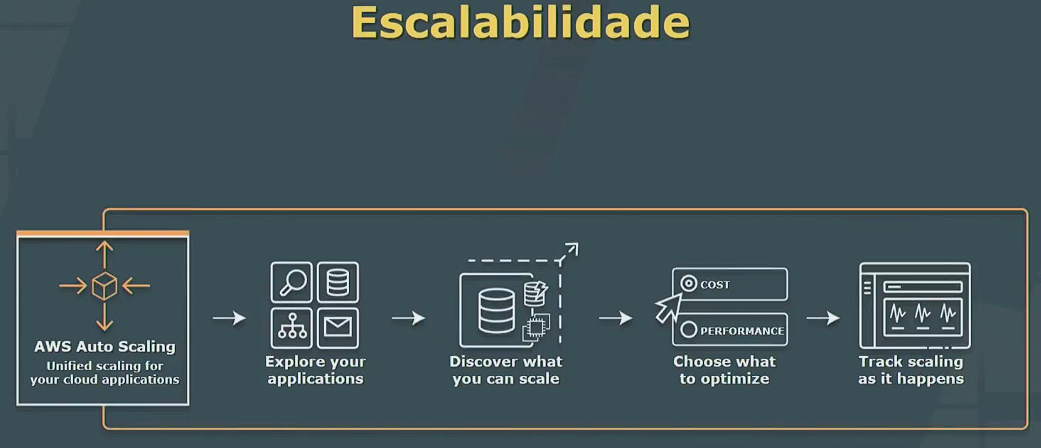 Escalabilidade
AWS Auto Scaling
Unified scaling for
your cloud applications
Explore your
applications
Discover what
you can scale
COST
PERFORMANCE
Choose what
to optimize
Track scaling
as it happens